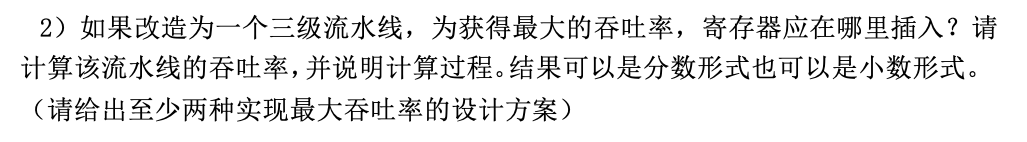 2）如果改造为一个三级流水线，为获得最大的吞吐率，寄存器应在哪里插入？请
计算该流水线的吞吐率，并说明计算过程。结果可以是分数形式也可以是小数形式。
（请给出至少两种实现最大吞吐率的设计方案）